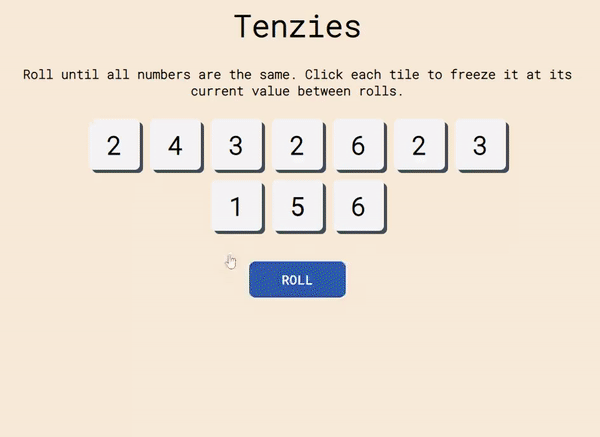 Tenzies
Roll until all numbers are the same. Click each tile to freeze it at its
current value between rolls.
2 4 3 2 6 2 3
1 5 6
ROLL